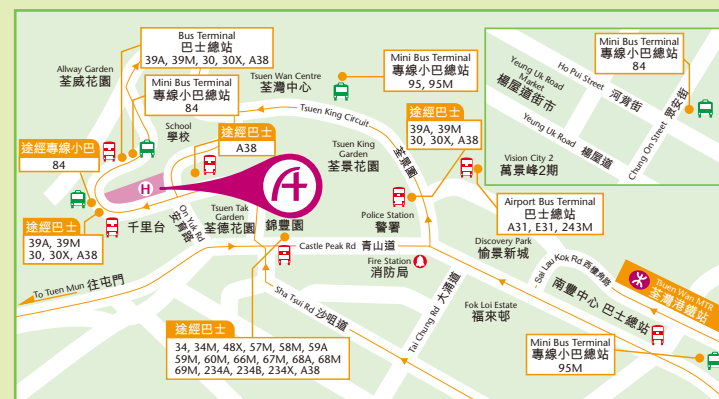 Bus Terminal
巴士總站
39A, 39M, 30, 30X, A38
Allway Garden
荃威花園
Mini Bus Terminal
專線小巴總站
84
Tsuen Wan Centre
荃灣中心
Mini Bus Terminal
專線小巴總站
95, 95M
School
學校
途經巴士
A38
Tsuen King Circuit
荃景圍
Tsuen King
Garden
荃景花園
途經巴士
39A, 39M
30, 30X, A38
途經專線小巴
84
H
途經巴士
39A, 39M
30, 30X, A38
千里台
On Yuk Rd
安育路
Tsuen Tak
Garden
荃德花園
錦豐園
Police Station
警署
Castle Peak Rd 青山道
Fire Station
消防局
To Tuen Mun 往屯門
Sha Tsui Rd 沙咀道
Tai Chung Rd 大涌道
途經巴士
34, 34M, 48X, 57M, 58M, 59A
59M, 60M, 66M, 67M, 68A, 68M
69M, 234A, 234B, 234X, A38
Fok Loi Estate
福來邨
Discovery Park
愉景新城
Airport Bus Terminal
巴士總站
A31, E31, 243M
Sai Lau Kok Rd 西樓角路
Tsuen Wan MTR
荃灣港鐵站
南豐中心 巴士總站
Mini Bus Terminal
專線小巴總站
95M
Yeung Uk Road
Market
楊屋道街市
Ho Pui Street 河背街
Mini Bus Terminal
專線小巴總站
84
Chung On Street 眾安街
Yeung Uk Road 楊屋道
Vision City 2
萬景峰2期